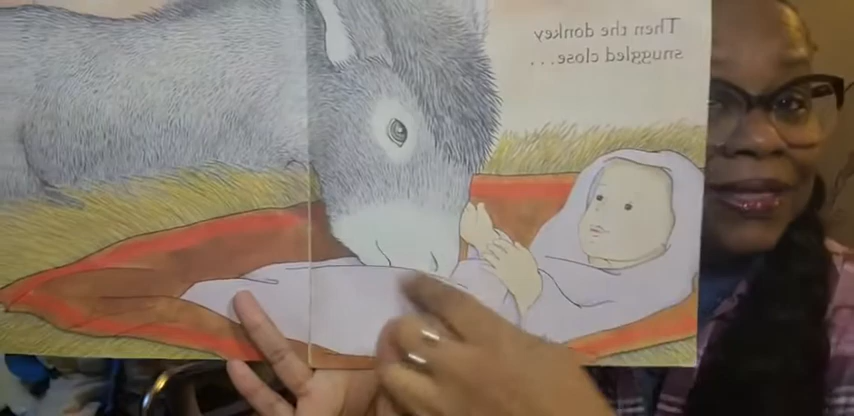 Then the donkey
snuggled close . . .